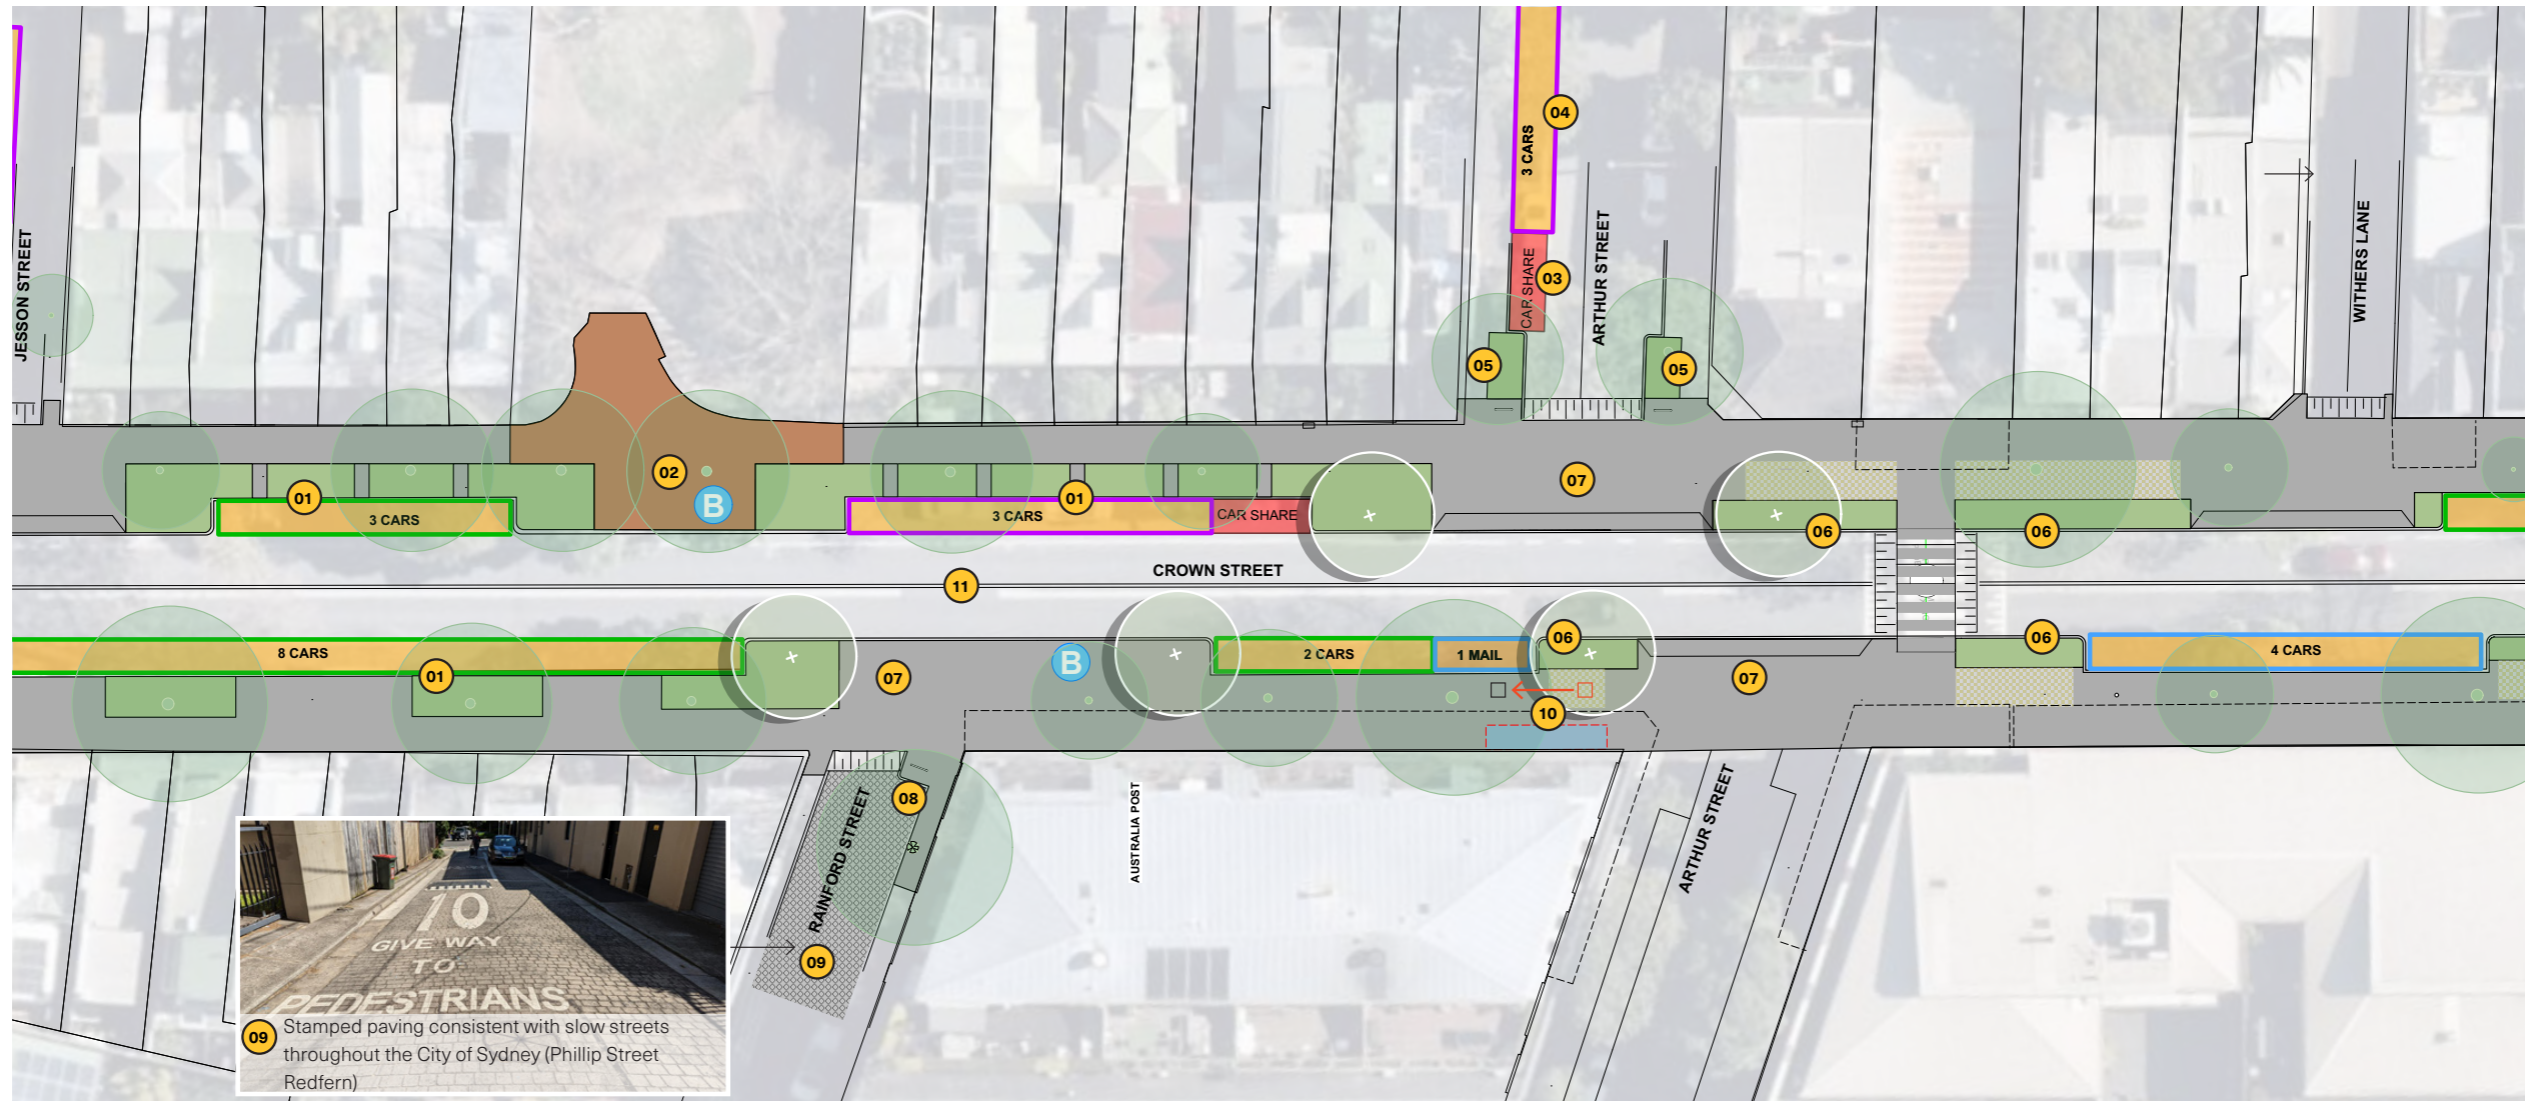 04
3 CARS
JESSON STREET
CAR SHARE
03
ARTHUR STREET
WITHERS LANE
05
05
02
07
01
01
B
3 CARS
3 CARS
CAR SHARE
06
06
CROWN STREET
11
8 CARS
2 CARS
1 MAIL
06
06
4 CARS
01
07
B
07
10
08
RAINFORD STREET
AUSTRALIA POST
ARTHUR STREET
09
10
GIVE WAY
TO
PEDESTRIANS
09
Stamped paving consistent with slow streets
throughout the City of Sydney (Phillip Street
Redfern)